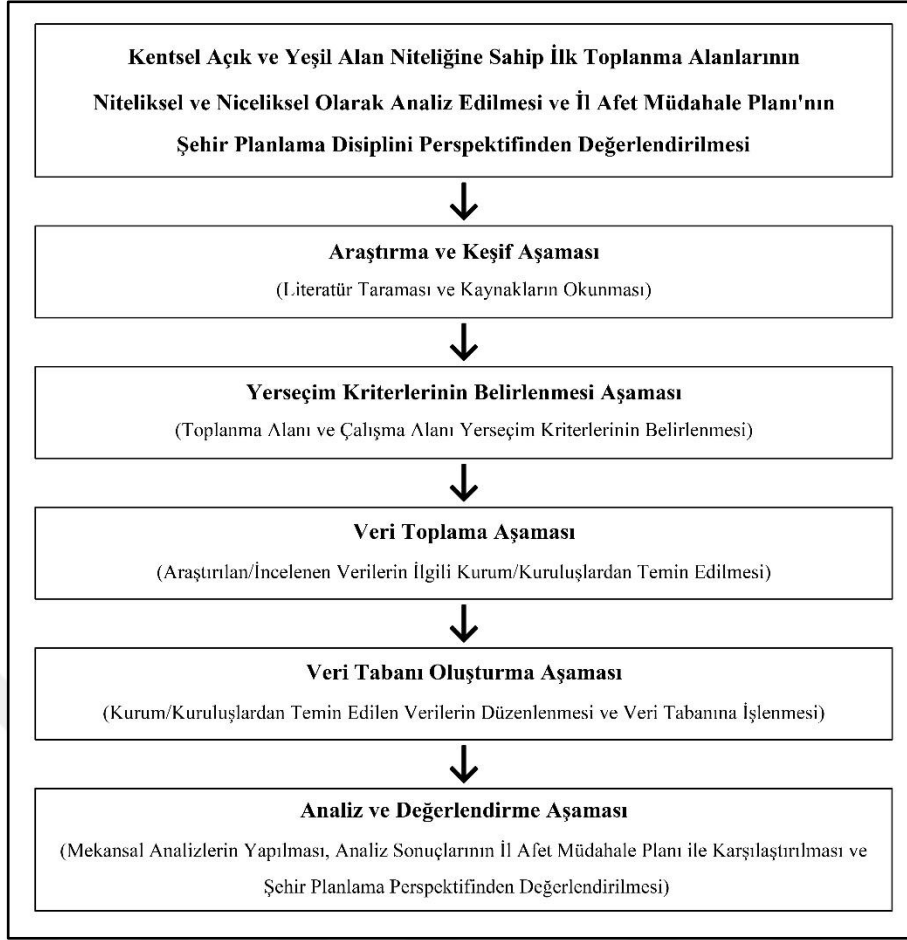 Kentsel Açık ve Yeşil Alan Niteliğine Sahip İlk Toplanma Alanlarının
Niteliksel ve Niceliksel Olarak Analiz Edilmesi ve İl Afet Müdahale Planı'nın
Şehir Planlama Disiplini Perspektifinden Değerlendirilmesi
Araştırma ve Keşif Aşaması
(Literatür Taraması ve Kaynakların Okunması)
Yerseçim Kriterlerinin Belirlenmesi Aşaması
(Toplanma Alanı ve Çalışma Alanı Yerseçim Kriterlerinin Belirlenmesi)
Veri Toplama Aşaması
(Araştırılan/İncelenen Verilerin İlgili Kurum/Kuruluşlardan Temin Edilmesi)
Veri Tabanı Oluşturma Aşaması
(Kurum/Kuruluşlardan Temin Edilen Verilerin Düzenlenmesi ve Veri Tabanına İşlenmesi)
Analiz ve Değerlendirme Aşaması
(Mekansal Analizlerin Yapılması, Analiz Sonuçlarının İl Afet Müdahale Planı ile Karşılaştırılması ve
Şehir Planlama Perspektifinden Değerlendirilmesi)